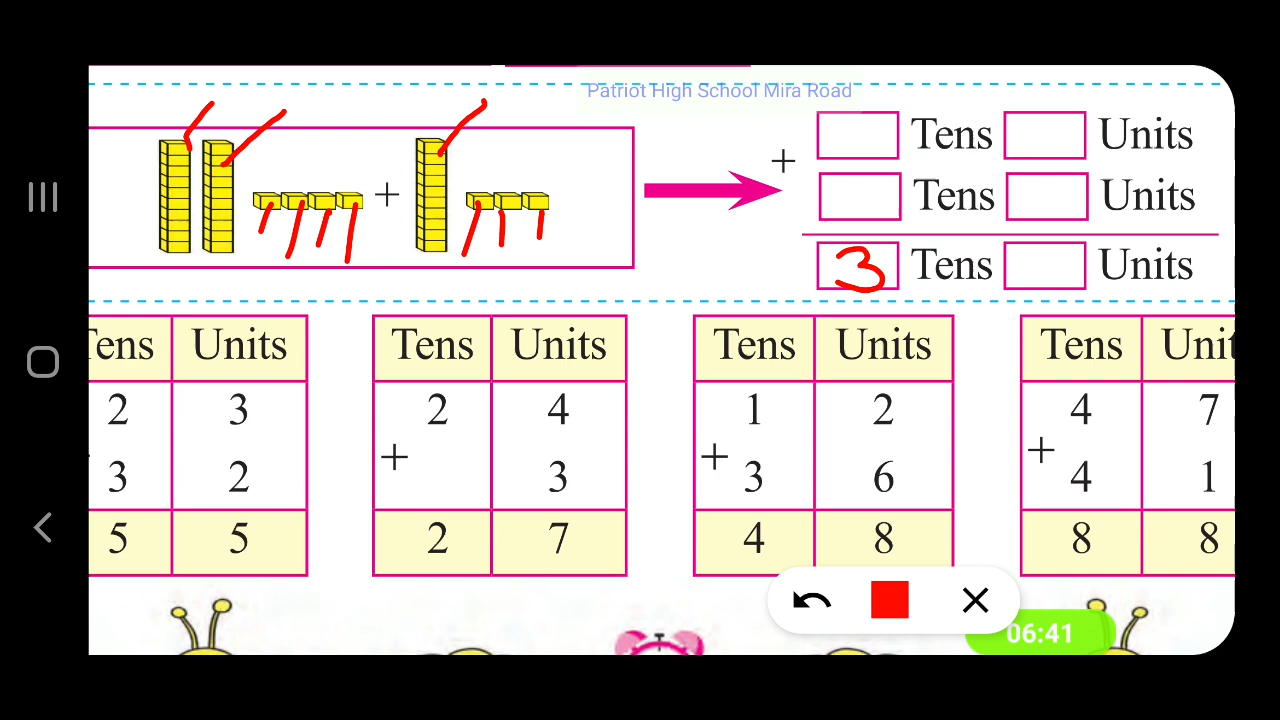 Patriot High School Mira Road
+ Tens Units
+ Tens Units
3 Tens Units
Tens Units
2 3
3 2
5 5
Tens Units
2 4
+ 3
2 7
Tens Units
1 2
+ 3 6
4 8
Tens Unit
4 7
+ 4 1
8 8
06:41